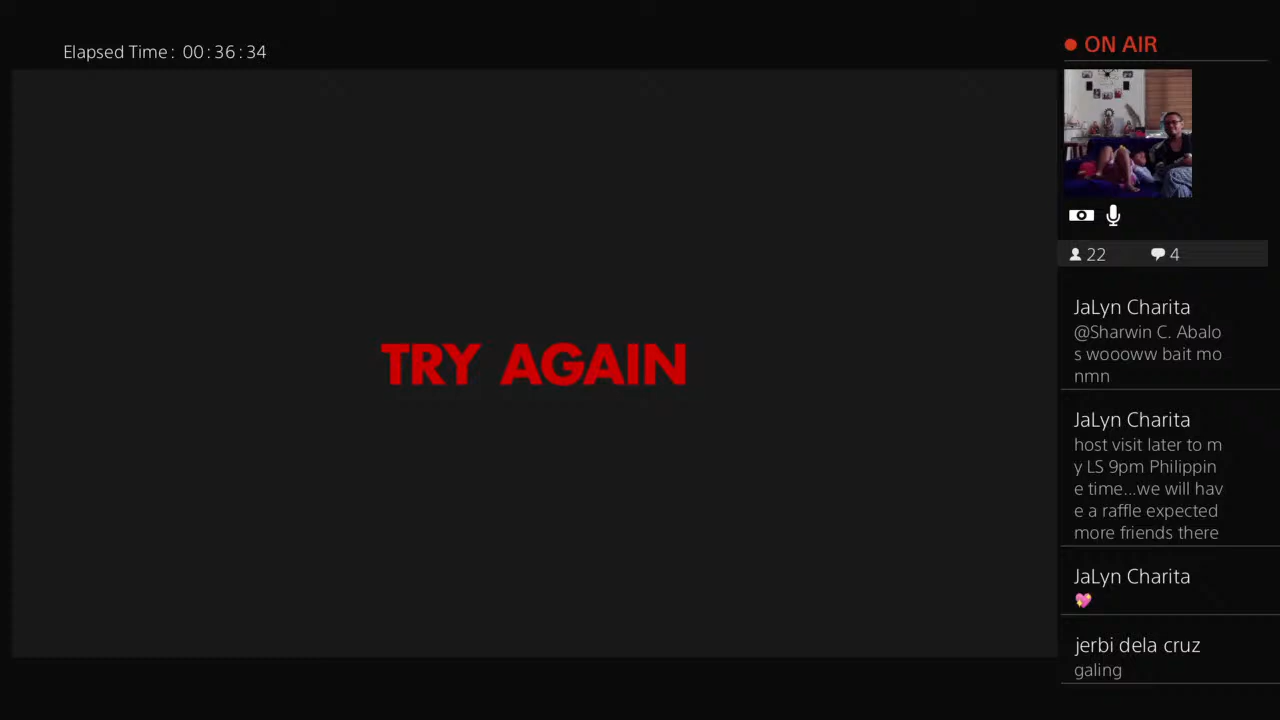 Elapsed Time: 00:36:34
ON AIR
22
4
JaLyn Charita
@Sharwin C. Abalo
s woooww bait mo
nmn
JaLyn Charita
host visit later to m
y LS 9pm Philippin
e time...we will hav
e a raffle expected
more friends there
JaLyn Charita
💖
jerbi dela cruz
galing
TRY AGAIN